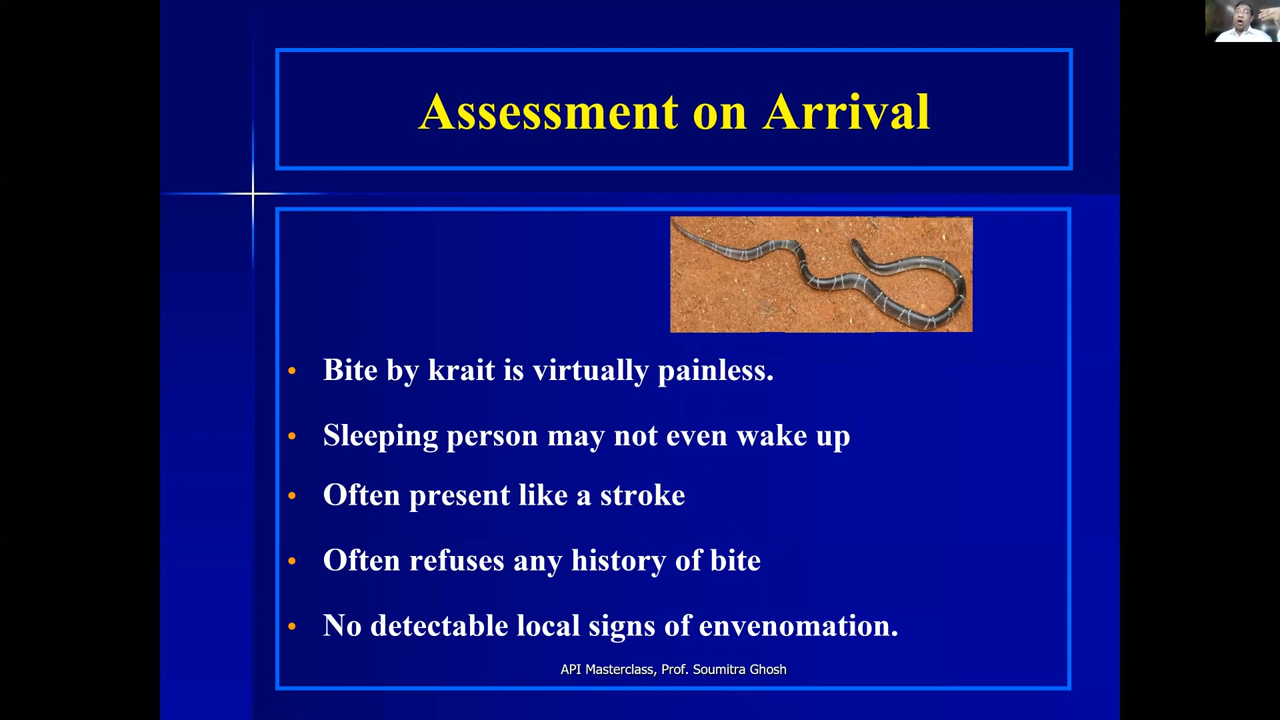 Assessment on Arrival
• Bite by krait is virtually painless.
• Sleeping person may not even wake up
• Often present like a stroke
• Often refuses any history of bite
• No detectable local signs of envenomation.
API Masterclass, Prof. Soumitra Ghosh